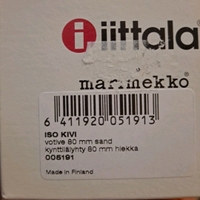 i iittala
marimekko
6 411920 051913
ISO KIVI
votive 80 mm sand
kynttilälyhty 80 mm hiekka
005191
Made in Finland